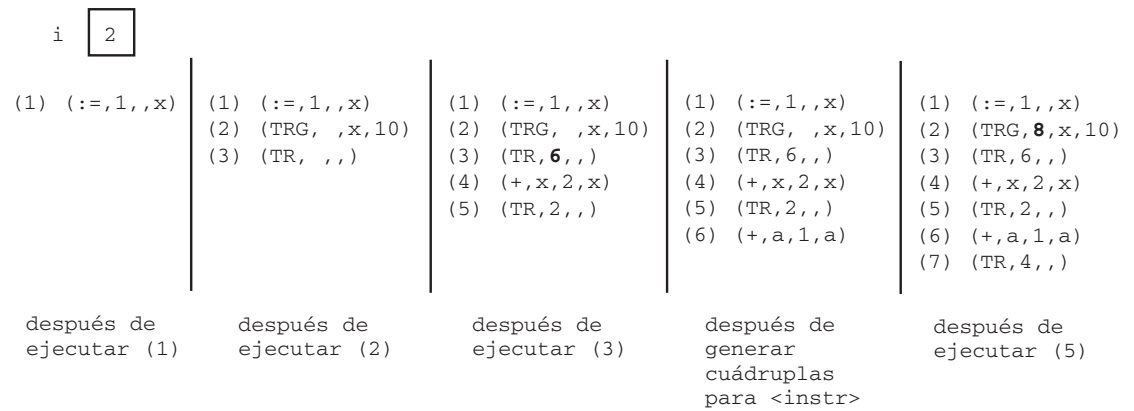 i 2
(1) (:=,1,,x)
después de
ejecutar (1)
(1) (:=,1,,x)
(2) (TRG, ,x,10)
(3) (TR, ,,)
después de
ejecutar (2)
(1) (:=,1,,x)
(2) (TRG, ,x,10)
(3) (TR,6,,)
(4) (+,x,2,x)
(5) (TR,2,,)
después de
ejecutar (3)
(1) (:=,1,,x)
(2) (TRG, ,x,10)
(3) (TR,6,,)
(4) (+,x,2,x)
(5) (TR,2,,)
(6) (+,a,1,a)
después de
generar
cuádruplas
para <instr>
(1) (:=,1,,x)
(2) (TRG,8,x,10)
(3) (TR,6,,)
(4) (+,x,2,x)
(5) (TR,2,,)
(6) (+,a,1,a)
(7) (TR,4,,)
después de
ejecutar (5)